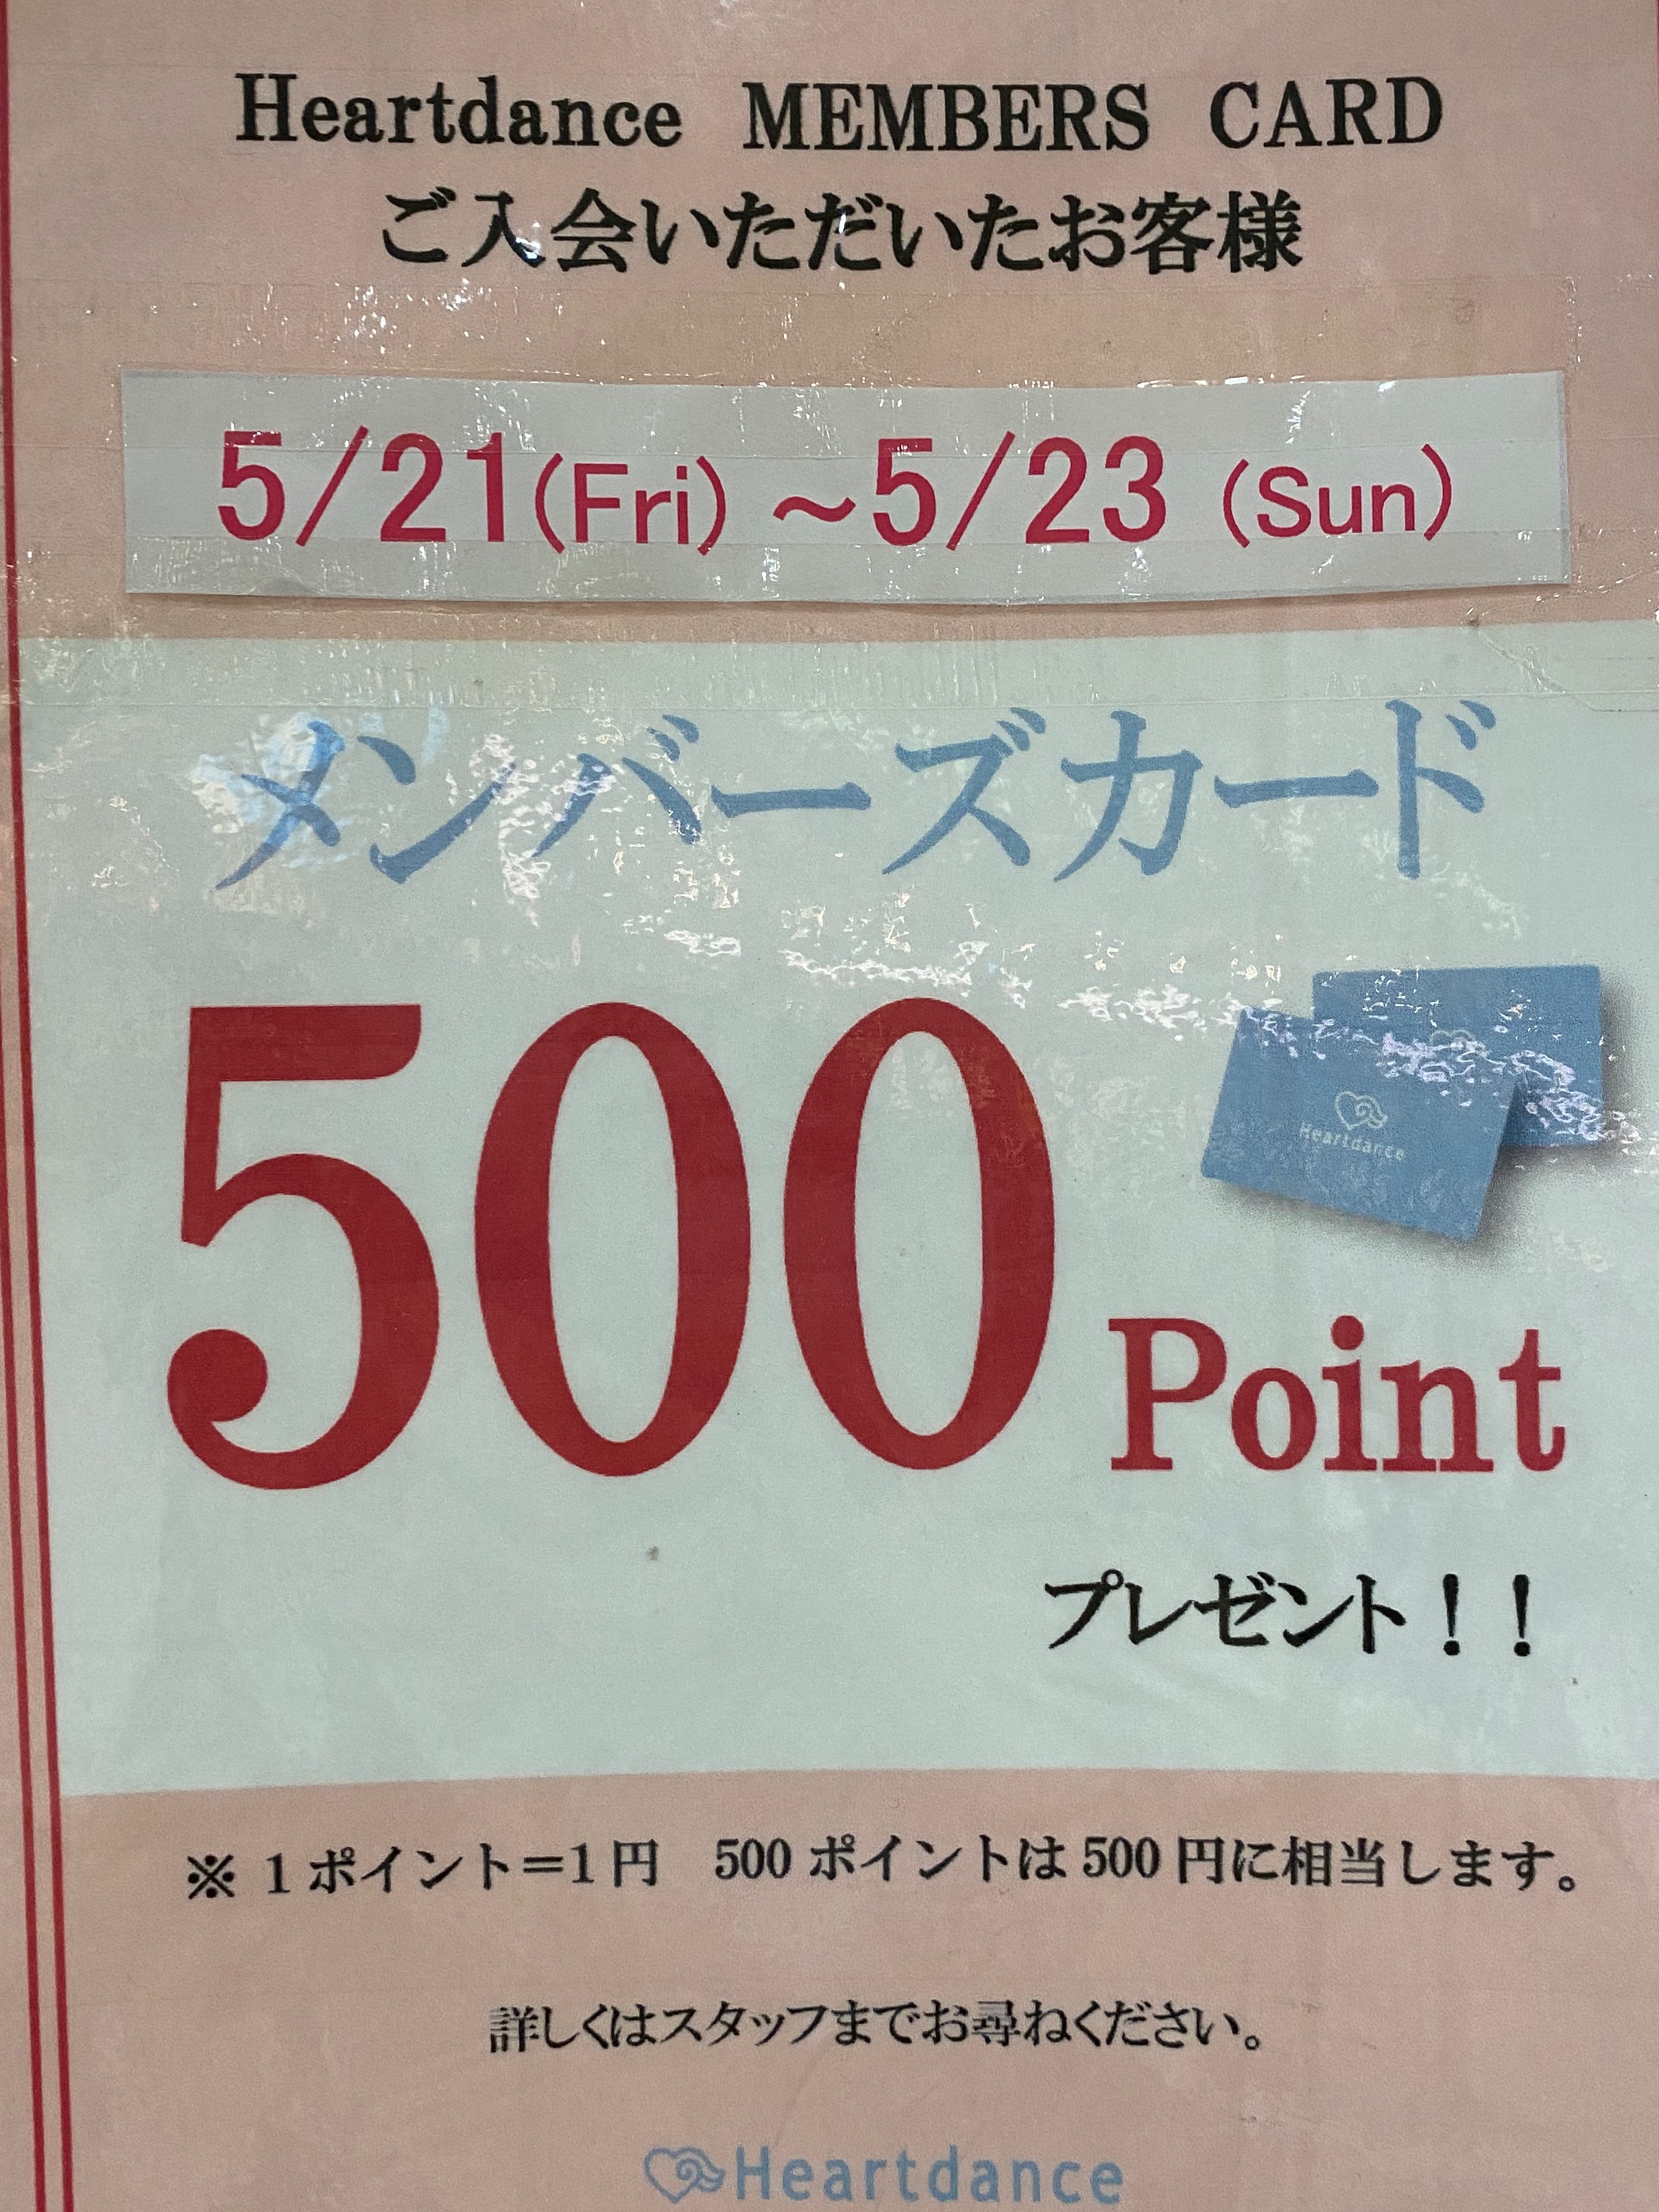 Heartdance MEMBERS CARD
ご入会いただいたお客様
5/21(Fri) ～5/23 (Sun)
メンバーズカード
500 Point
Heartdance
プレゼント！！
※ 1ポイント＝1円　500ポイントは500円に相当します。
詳しくはスタッフまでお尋ねください。
Heartdance